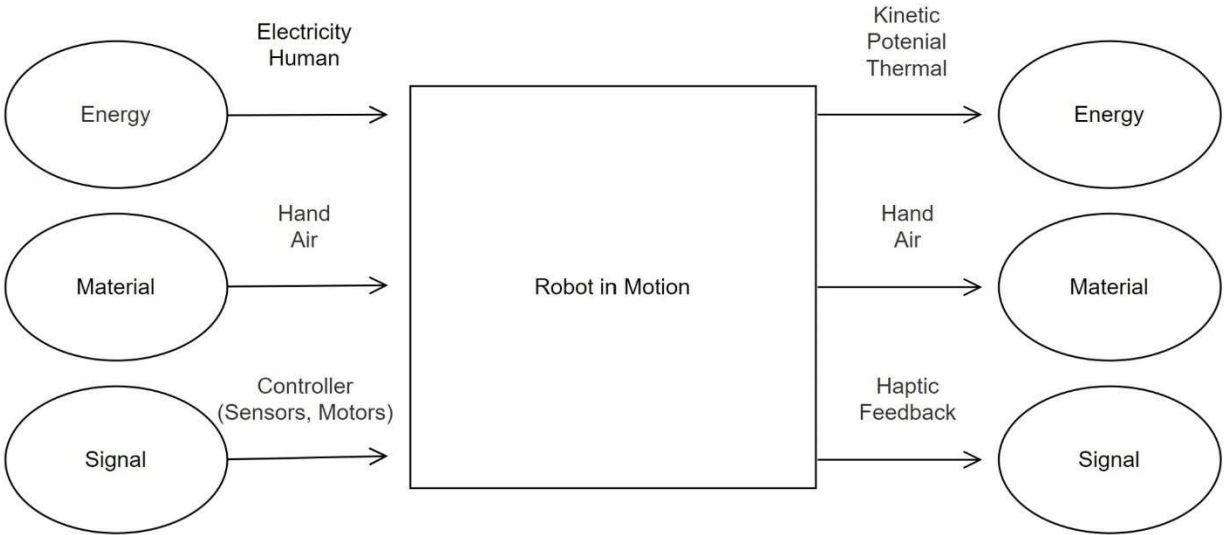 Electricity
Human
Kinetic
Potenial
Thermal
Energy
Energy
Hand
Air
Hand
Air
Material
Robot in Motion
Material
Controller
(Sensors, Motors)
Haptic
Feedback
Signal
Signal